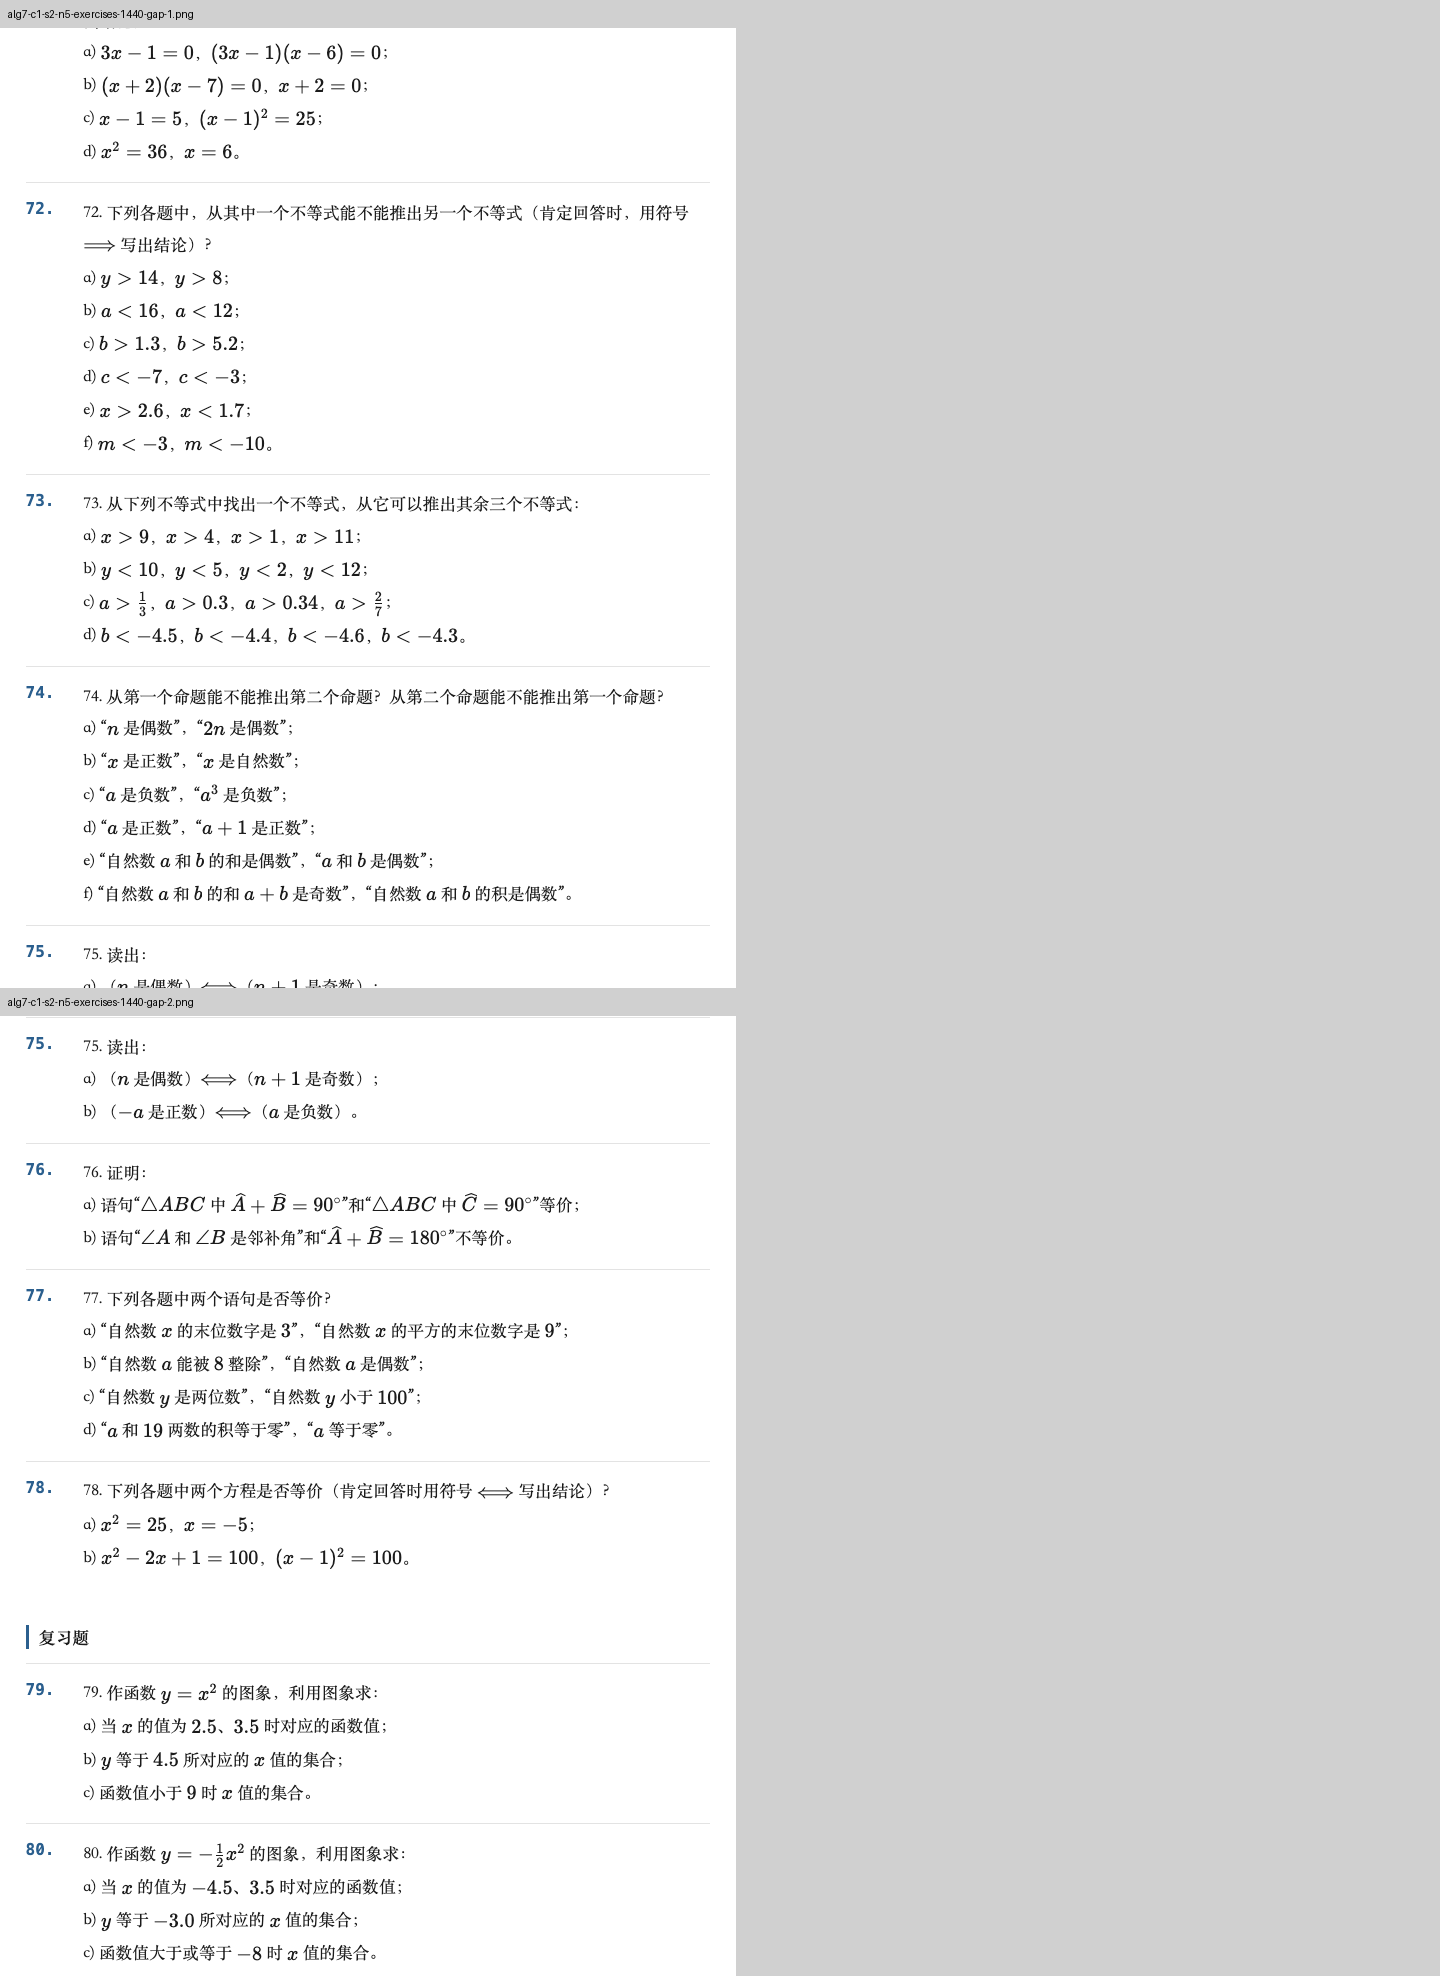 alg7-c1-s2-n5-exercises-1440-gap-1.png
a) 3x − 1 = 0，(3x − 1)(x − 6) = 0；
b) (x + 2)(x − 7) = 0，x + 2 = 0；
c) x − 1 = 5，(x − 1)² = 25；
d) x² = 36，x = 6。
72. 72. 下列各题中，从其中一个不等式能不能推出另一个不等式（肯定回答时，用符号
⟹ 写出结论）？
a) y > 14，y > 8；
b) a < 16，a < 12；
c) b > 1.3，b > 5.2；
d) c < −7，c < −3；
e) x > 2.6，x < 1.7；
f) m < −3，m < −10。
73. 73. 从下列不等式中找出一个不等式，从它可以推出其余三个不等式：
a) x > 9，x > 4，x > 1，x > 11；
b) y < 10，y < 5，y < 2，y < 12；
c) a > 1/3，a > 0.3，a > 0.34，a > 2/7；
d) b < −4.5，b < −4.4，b < −4.6，b < −4.3。
74. 74. 从第一个命题能不能推出第二个命题？从第二个命题能不能推出第一个命题？
a) “n 是偶数”，“2n 是偶数”；
b) “x 是正数”，“x 是自然数”；
c) “a 是负数”，“a³ 是负数”；
d) “a 是正数”，“a + 1 是正数”；
e) “自然数 a 和 b 的和是偶数”，“a 和 b 是偶数”；
f) “自然数 a 和 b 的和 a + b 是奇数”，“自然数 a 和 b 的积是偶数”。
75. 75. 读出：
a) （n 是偶数）⟺（n + 1 是奇数）；
alg7-c1-s2-n5-exercises-1440-gap-2.png
75. 75. 读出：
a) （n 是偶数）⟺（n + 1 是奇数）；
b) （−a 是正数）⟺（a 是负数）。
76. 76. 证明：
a) 语句“△ABC 中 Â + B̂ = 90°”和“△ABC 中 Ĉ = 90°”等价；
b) 语句“∠A 和 ∠B 是邻补角”和“Â + B̂ = 180°”不等价。
77. 77. 下列各题中两个语句是否等价？
a) “自然数 x 的末位数字是 3”，“自然数 x 的平方的末位数字是 9”；
b) “自然数 a 能被 8 整除”，“自然数 a 是偶数”；
c) “自然数 y 是两位数”，“自然数 y 小于 100”；
d) “a 和 19 两数的积等于零”，“a 等于零”。
78. 78. 下列各题中两个方程是否等价（肯定回答时用符号 ⟺ 写出结论）？
a) x² = 25，x = −5；
b) x² − 2x + 1 = 100，(x − 1)² = 100。
复习题
79. 79. 作函数 y = x² 的图象，利用图象求：
a) 当 x 的值为 2.5、3.5 时对应的函数值；
b) y 等于 4.5 所对应的 x 值的集合；
c) 函数值小于 9 时 x 值的集合。
80. 80. 作函数 y = −1/2x² 的图象，利用图象求：
a) 当 x 的值为 −4.5、3.5 时对应的函数值；
b) y 等于 −3.0 所对应的 x 值的集合；
c) 函数值大于或等于 −8 时 x 值的集合。